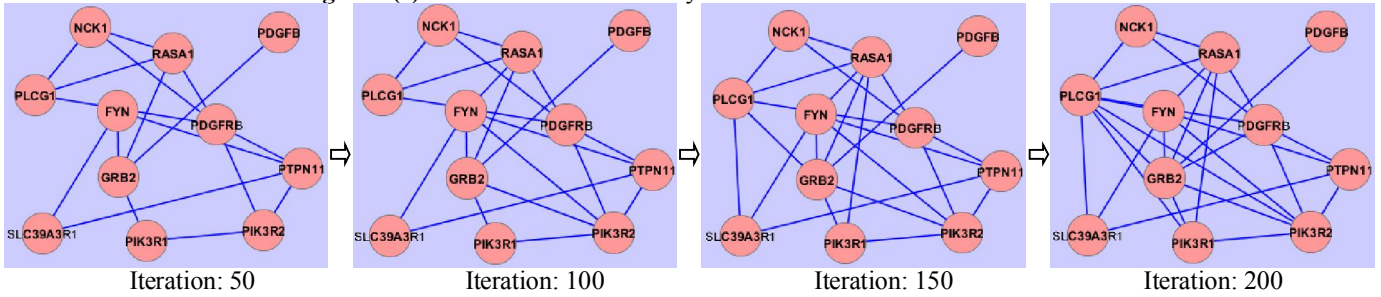 NCK1
PDGFB
RASA1
PLCG1
FYN
PDGFRB
PTPN11
GRB2
SLC39A3R1
PIK3R1
PIK3R2
Iteration: 50
NCK1
PDGFB
RASA1
PLCG1
FYN
PDGFRB
PTPN11
GRB2
SLC39A3R1
PIK3R1
PIK3R2
Iteration: 100
NCK1
PDGFB
RASA1
PLCG1
FYN
PDGFRB
PTPN11
GRB2
SLC39A3R1
PIK3R1
PIK3R2
Iteration: 150
NCK1
PDGFB
RASA1
PLCG1
FYN
PDGFRB
PTPN11
GRB2
SLC39A3R1
PIK3R1
PIK3R2
Iteration: 200